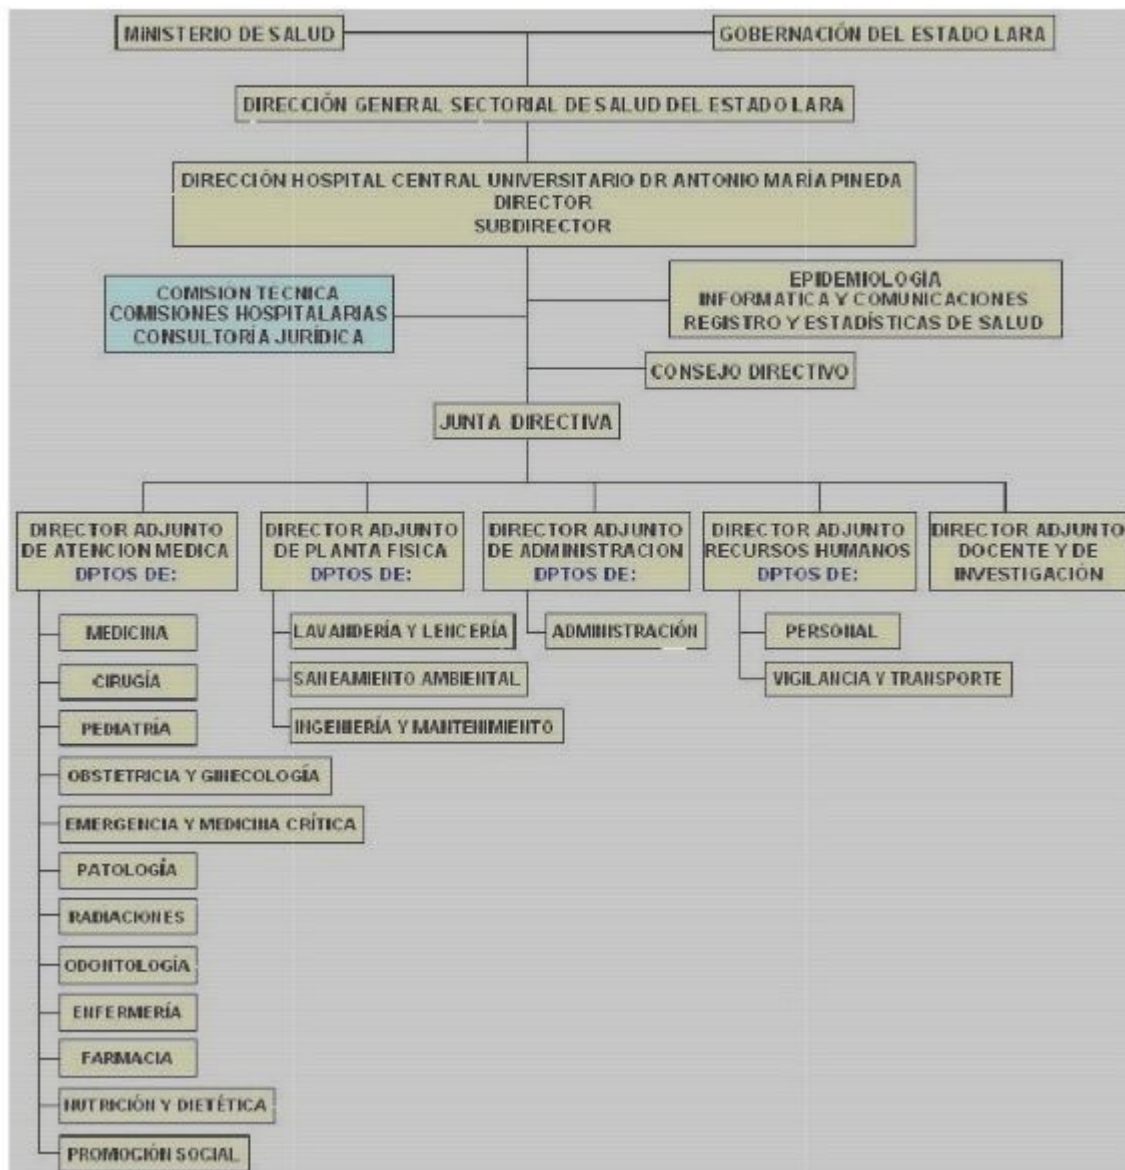 MINISTERIO DE SALUD
GOBERNACIÓN DEL ESTADO LARA
DIRECCIÓN GENERAL SECTORIAL DE SALUD DEL ESTADO LARA
DIRECCIÓN HOSPITAL CENTRAL UNIVERSITARIO DR ANTONIO MARÍA PINEDA
DIRECTOR
SUBDIRECTOR
COMISIÓN TÉCNICA
COMISIONES HOSPITALARIAS
CONSULTORÍA JURÍDICA
EPIDEMIOLOGÍA
INFORMATICA Y COMUNICACIONES
REGISTRO Y ESTADÍSTICAS DE SALUD
CONSEJO DIRECTIVO
JUNTA DIRECTIVA
DIRECTOR ADJUNTO
DE ATENCION MEDICA
DPTOS DE:
DIRECTOR ADJUNTO
DE PLANTA FISICA
DPTOS DE:
DIRECTOR ADJUNTO
DE ADMINISTRACION
DPTOS DE:
DIRECTOR ADJUNTO
RECURSOS HUMANOS
DPTOS DE:
DIRECTOR ADJUNTO
DOCENTE Y DE
INVESTIGACIÓN
MEDICINA
CIRUGÍA
PEDIATRÍA
OBSTETRICIA Y GINECOLOGÍA
EMERGENCIA Y MEDICINA CRÍTICA
PATOLOGÍA
RADIACIONES
ODONTOLOGÍA
ENFERMERÍA
FARMACIA
NUTRICIÓN Y DIETÉTICA
PROMOCIÓN SOCIAL
LAVANDERÍA Y LENCERÍA
SANEAMIENTO AMBIENTAL
INGENIERÍA Y MANTENIMIENTO
ADMINISTRACIÓN
PERSONAL
VIGILANCIA Y TRANSPORTE